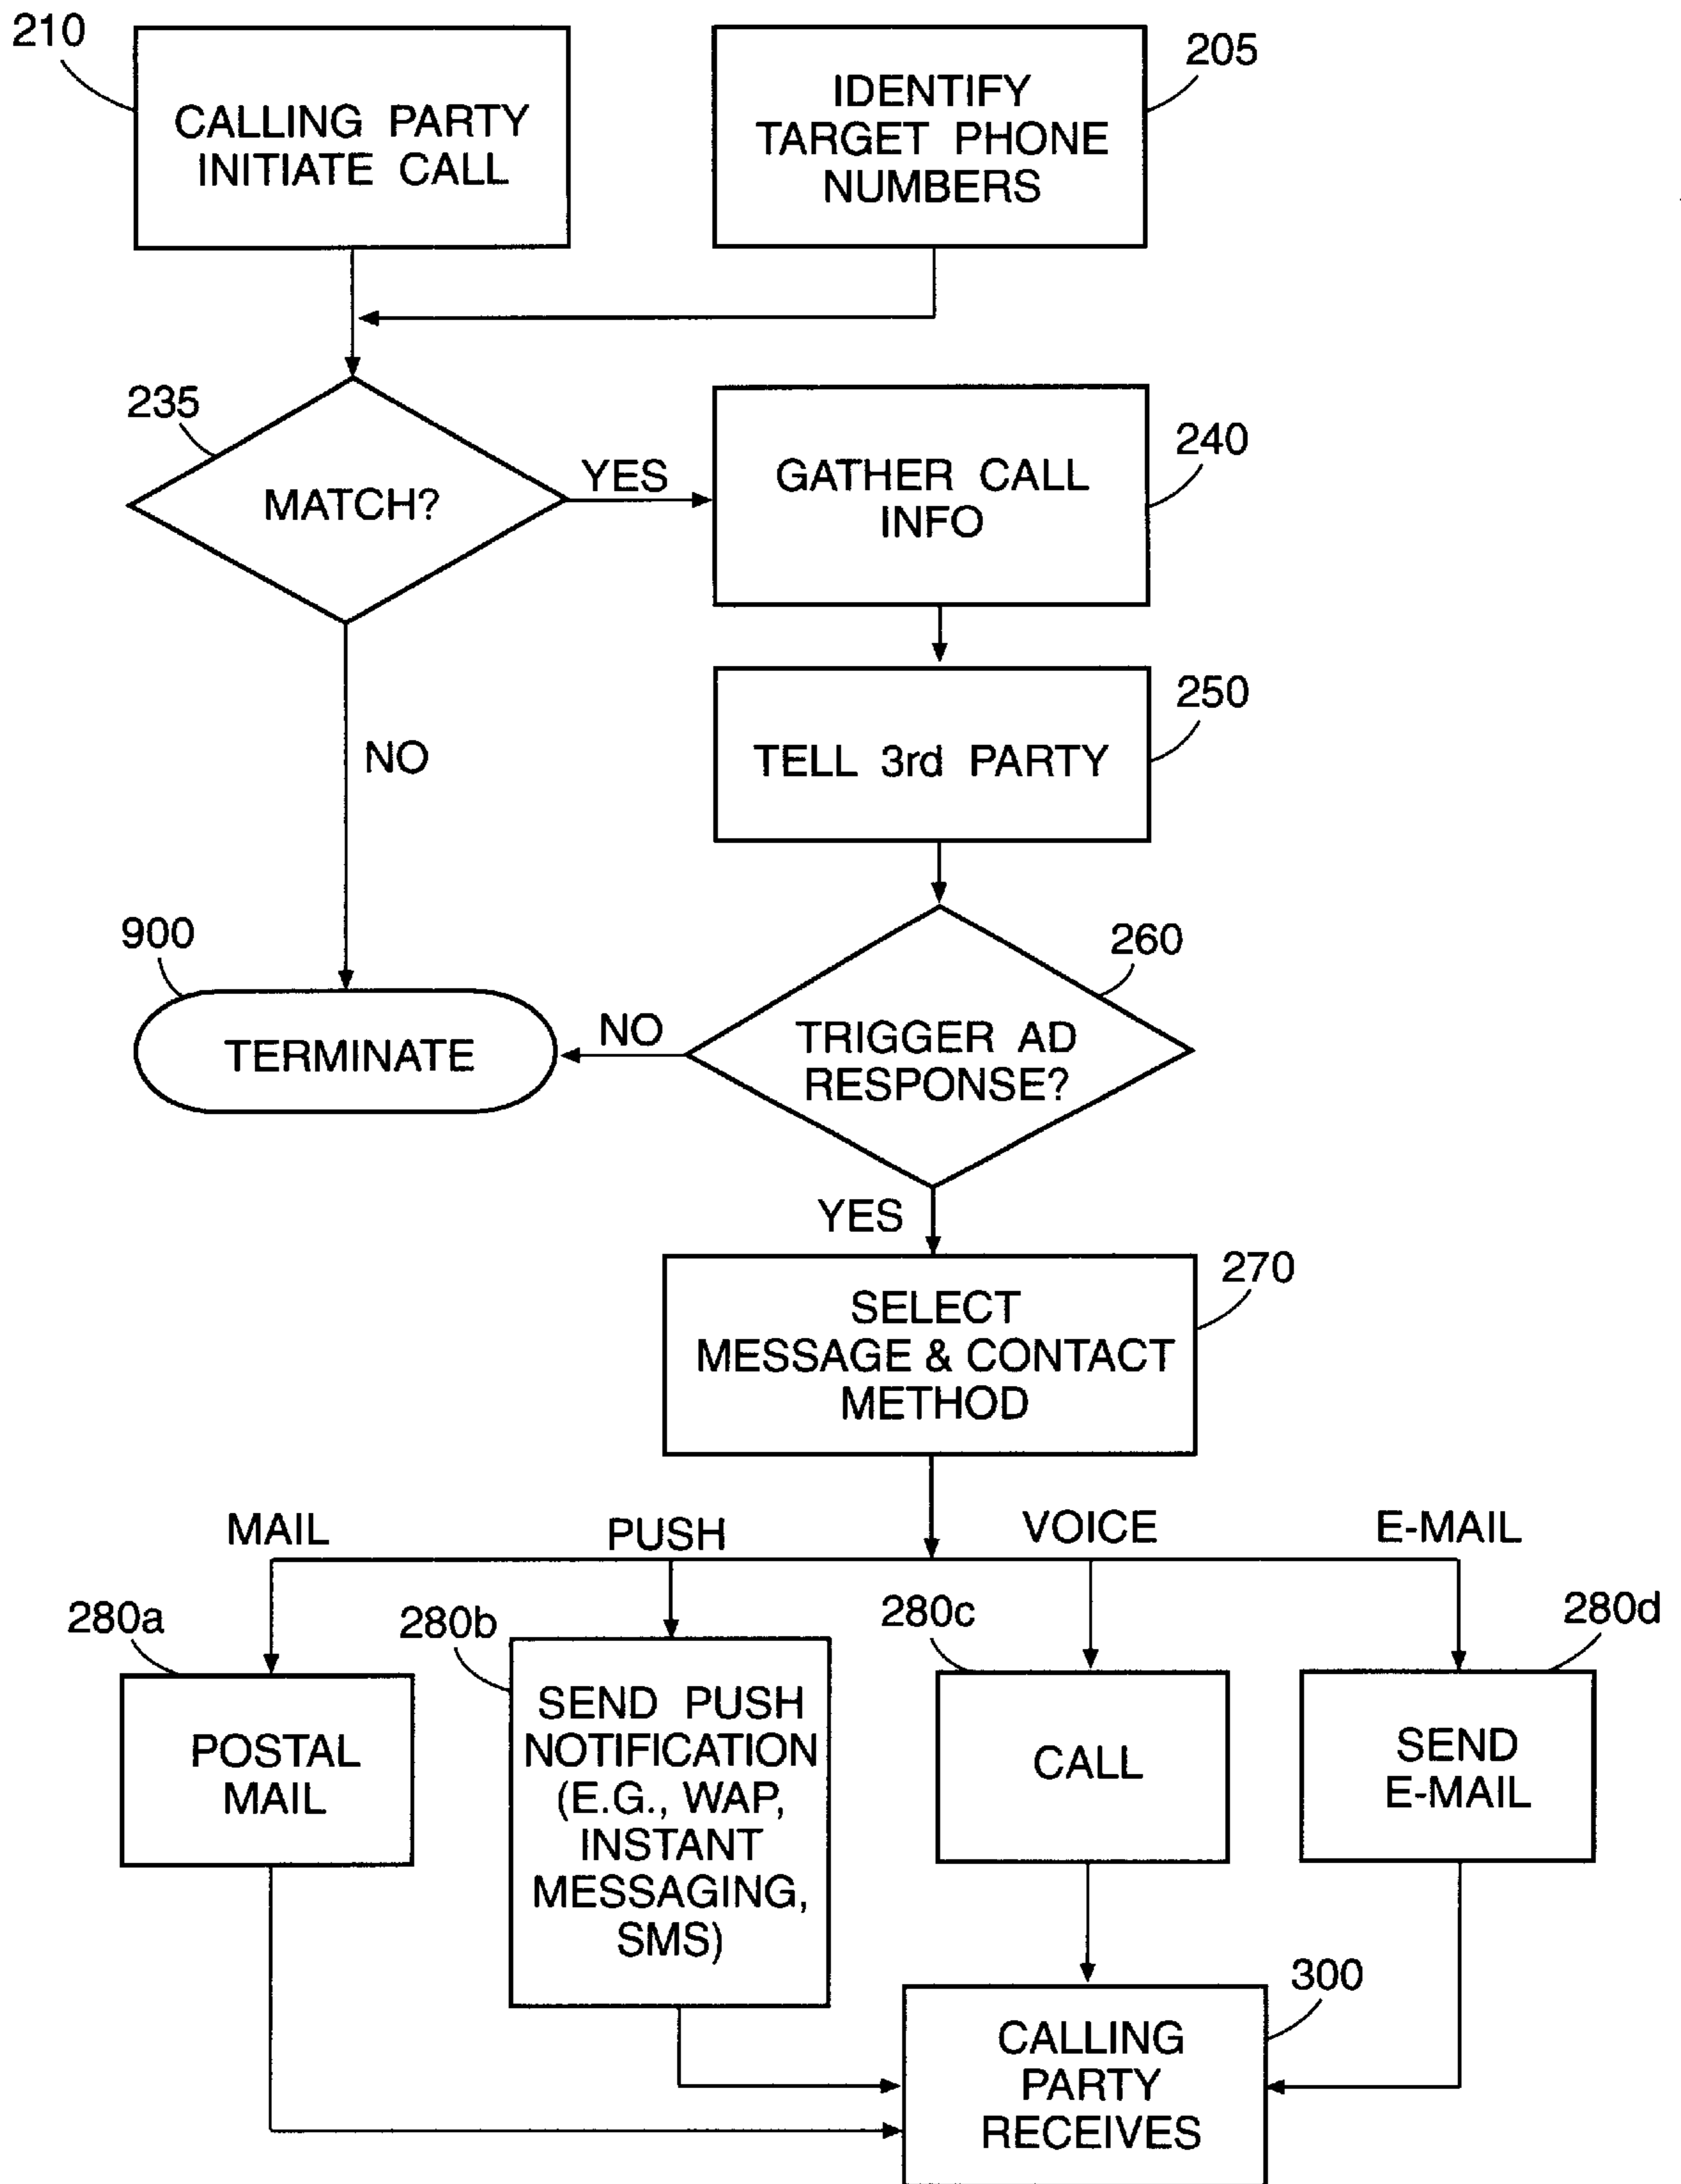 210
CALLING PARTY
INITIATE CALL
205
IDENTIFY
TARGET PHONE
NUMBERS
235
MATCH?
YES
240
GATHER CALL
INFO
250
TELL 3rd PARTY
NO
900
TERMINATE
NO
260
TRIGGER AD
RESPONSE?
YES
270
SELECT
MESSAGE & CONTACT
METHOD
MAIL
PUSH
VOICE
E-MAIL
280a
POSTAL
MAIL
280b
SEND PUSH
NOTIFICATION
(E.G., WAP,
INSTANT
MESSAGING,
SMS)
280c
CALL
280d
SEND
E-MAIL
300
CALLING
PARTY
RECEIVES